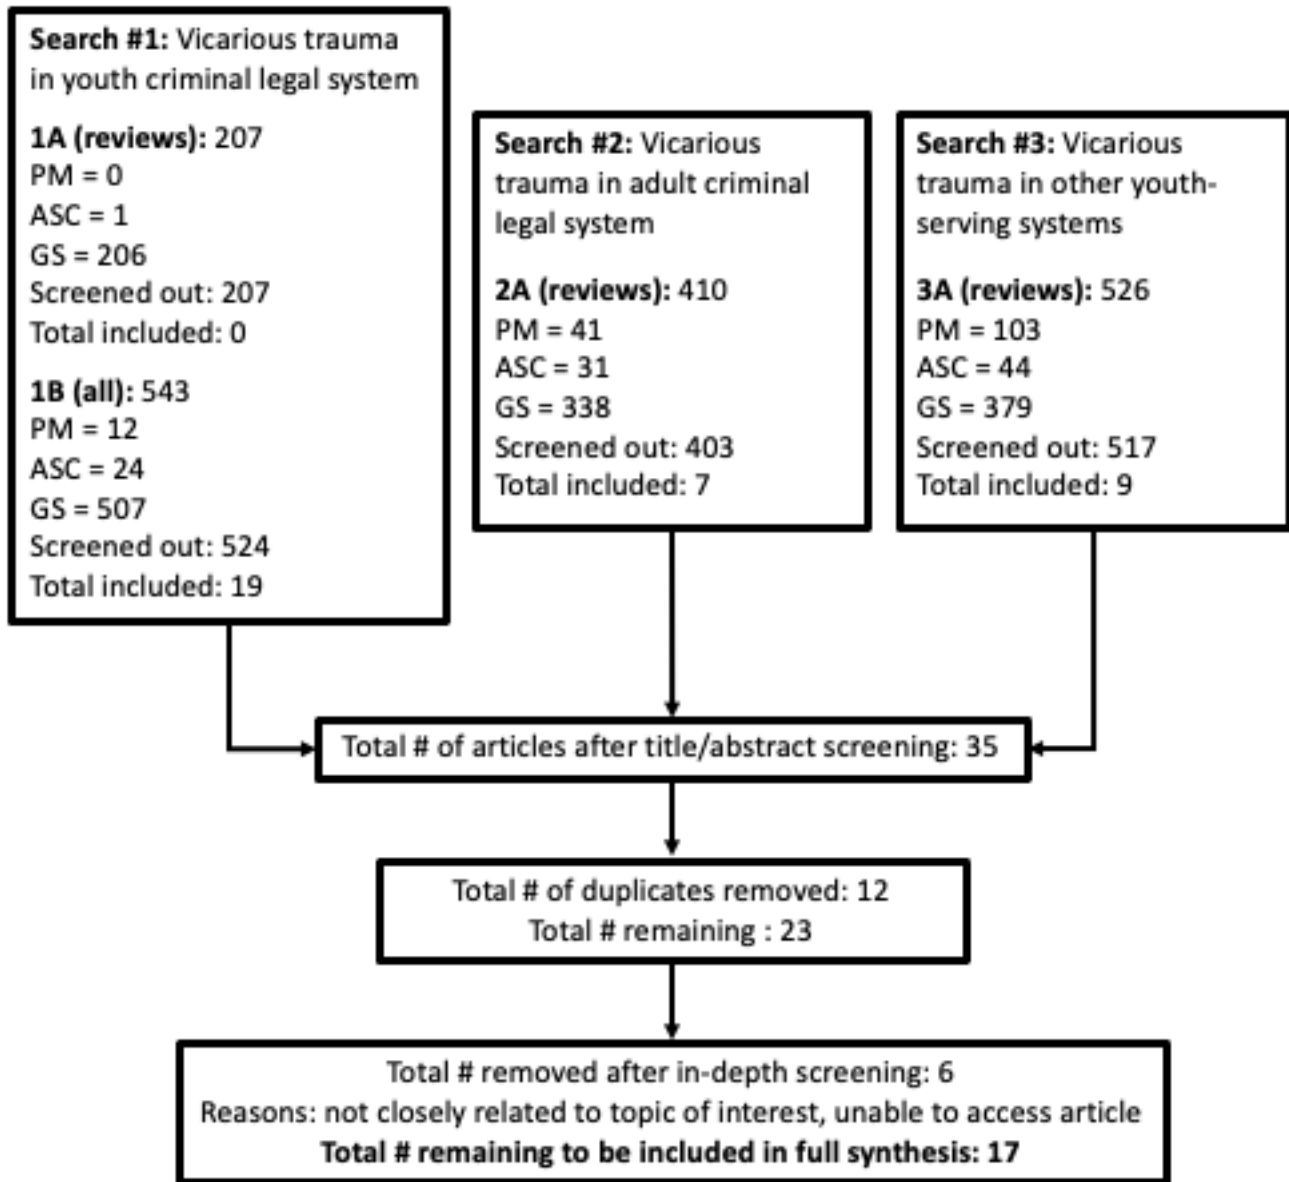 Search #1: Vicarious trauma
in youth criminal legal system
1A (reviews): 207
PM = 0
ASC = 1
GS = 206
Screened out: 207
Total included: 0
1B (all): 543
PM = 12
ASC = 24
GS = 507
Screened out: 524
Total included: 19
Search #2: Vicarious
trauma in adult criminal
legal system
2A (reviews): 410
PM = 41
ASC = 31
GS = 338
Screened out: 403
Total included: 7
Search #3: Vicarious
trauma in other youth-
serving systems
3A (reviews): 526
PM = 103
ASC = 44
GS = 379
Screened out: 517
Total included: 9
Total # of articles after title/abstract screening: 35
Total # of duplicates removed: 12
Total # remaining : 23
Total # removed after in-depth screening: 6
Reasons: not closely related to topic of interest, unable to access article
Total # remaining to be included in full synthesis: 17